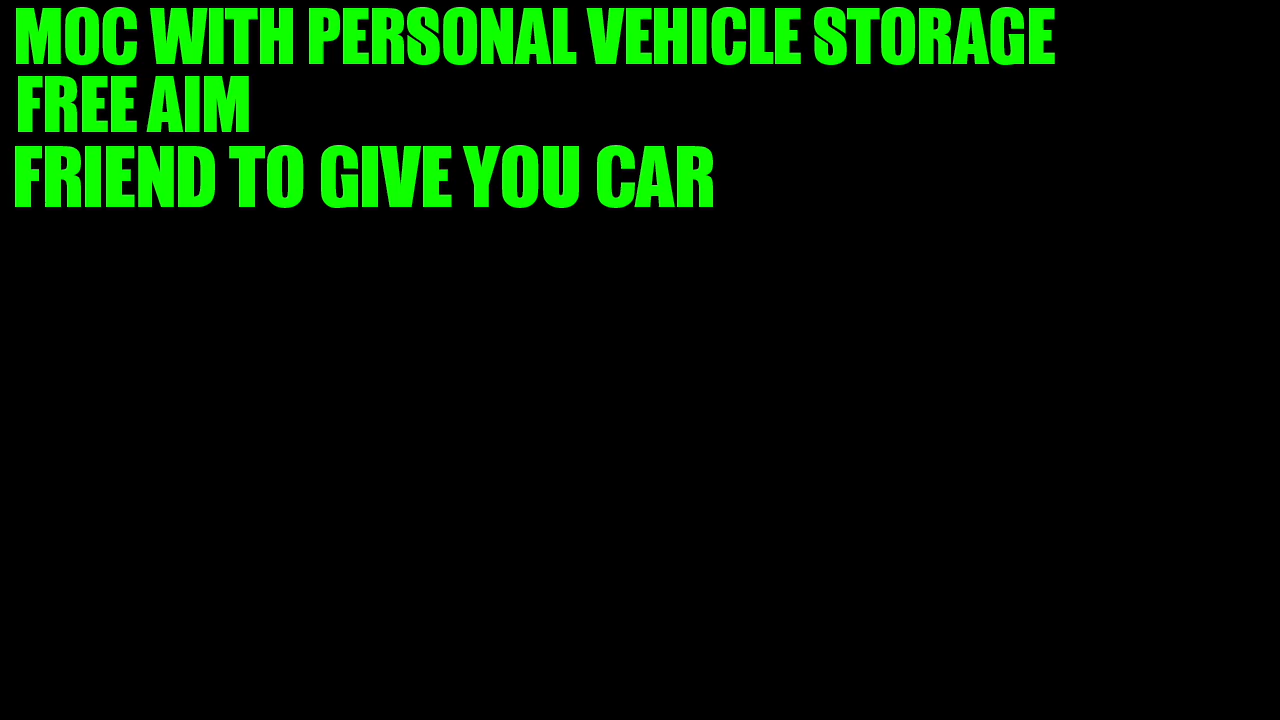 MOC WITH PERSONAL VEHICLE STORAGE
FREE AIM
FRIEND TO GIVE YOU CAR